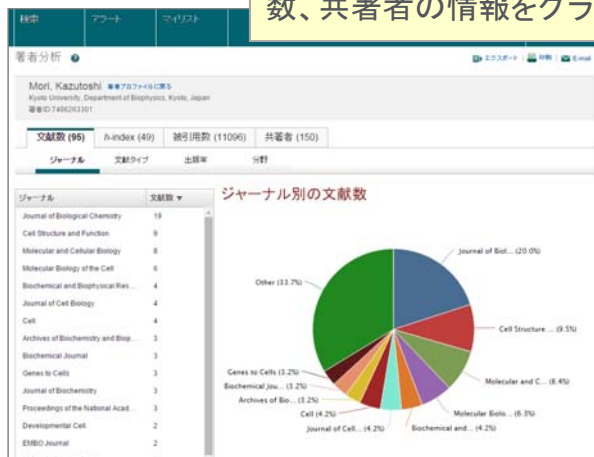 数、共著者の情報をグラ
検索 アラート マイリスト
著者分析
エクスポート | 印刷 | E-mail
Mori, Kazutoshi 著者プロファイルに戻る
Kyoto University, Department of Biophysics, Kyoto, Japan
著者ID:7406263301
文献数 (95) h-index (49) 被引用数 (11096) 共著者 (150)
ジャーナル 文献タイプ 出版年 分野
ジャーナル 文献数
ジャーナル別の文献数
Journal of Biological Chemistry 19
Cell Structure and Function 9
Molecular and Cellular Biology 8
Molecular Biology of the Cell 6
Biochemical and Biophysical Res... 4
Journal of Cell Biology 4
Cell 4
Archives of Biochemistry and Biop... 3
Biochemical Journal 3
Genes to Cells 3
Journal of Biochemistry 3
Proceedings of the National Acad... 3
Developmental Cell 2
EMBO Journal 2
Other (33.7%)
Journal of Biol... (20.0%)
Cell Structure ... (9.5%)
Molecular and C... (8.4%)
Molecular Biolo... (6.3%)
Biochemical and... (4.2%)
Journal of Cell... (4.2%)
Cell (4.2%)
Archives of Bio... (3.2%)
Biochemical Jou... (3.2%)
Genes to Cells (3.2%)